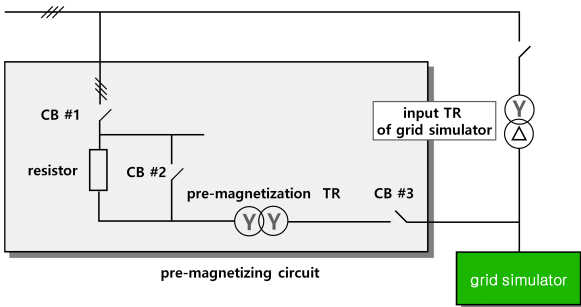 CB #1
input TR
of grid simulator
Y
△
resistor
CB #2
pre-magnetization TR
CB #3
Y Y
pre-magnetizing circuit
grid simulator